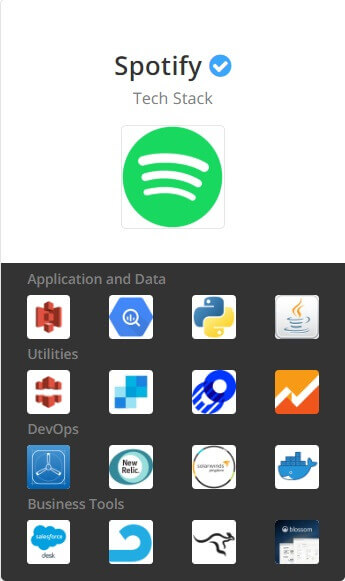 Spotify
Tech Stack
Application and Data
Utilities
DevOps
New
Relic.
solarwinds
Business Tools
salesforce
desk
blossom